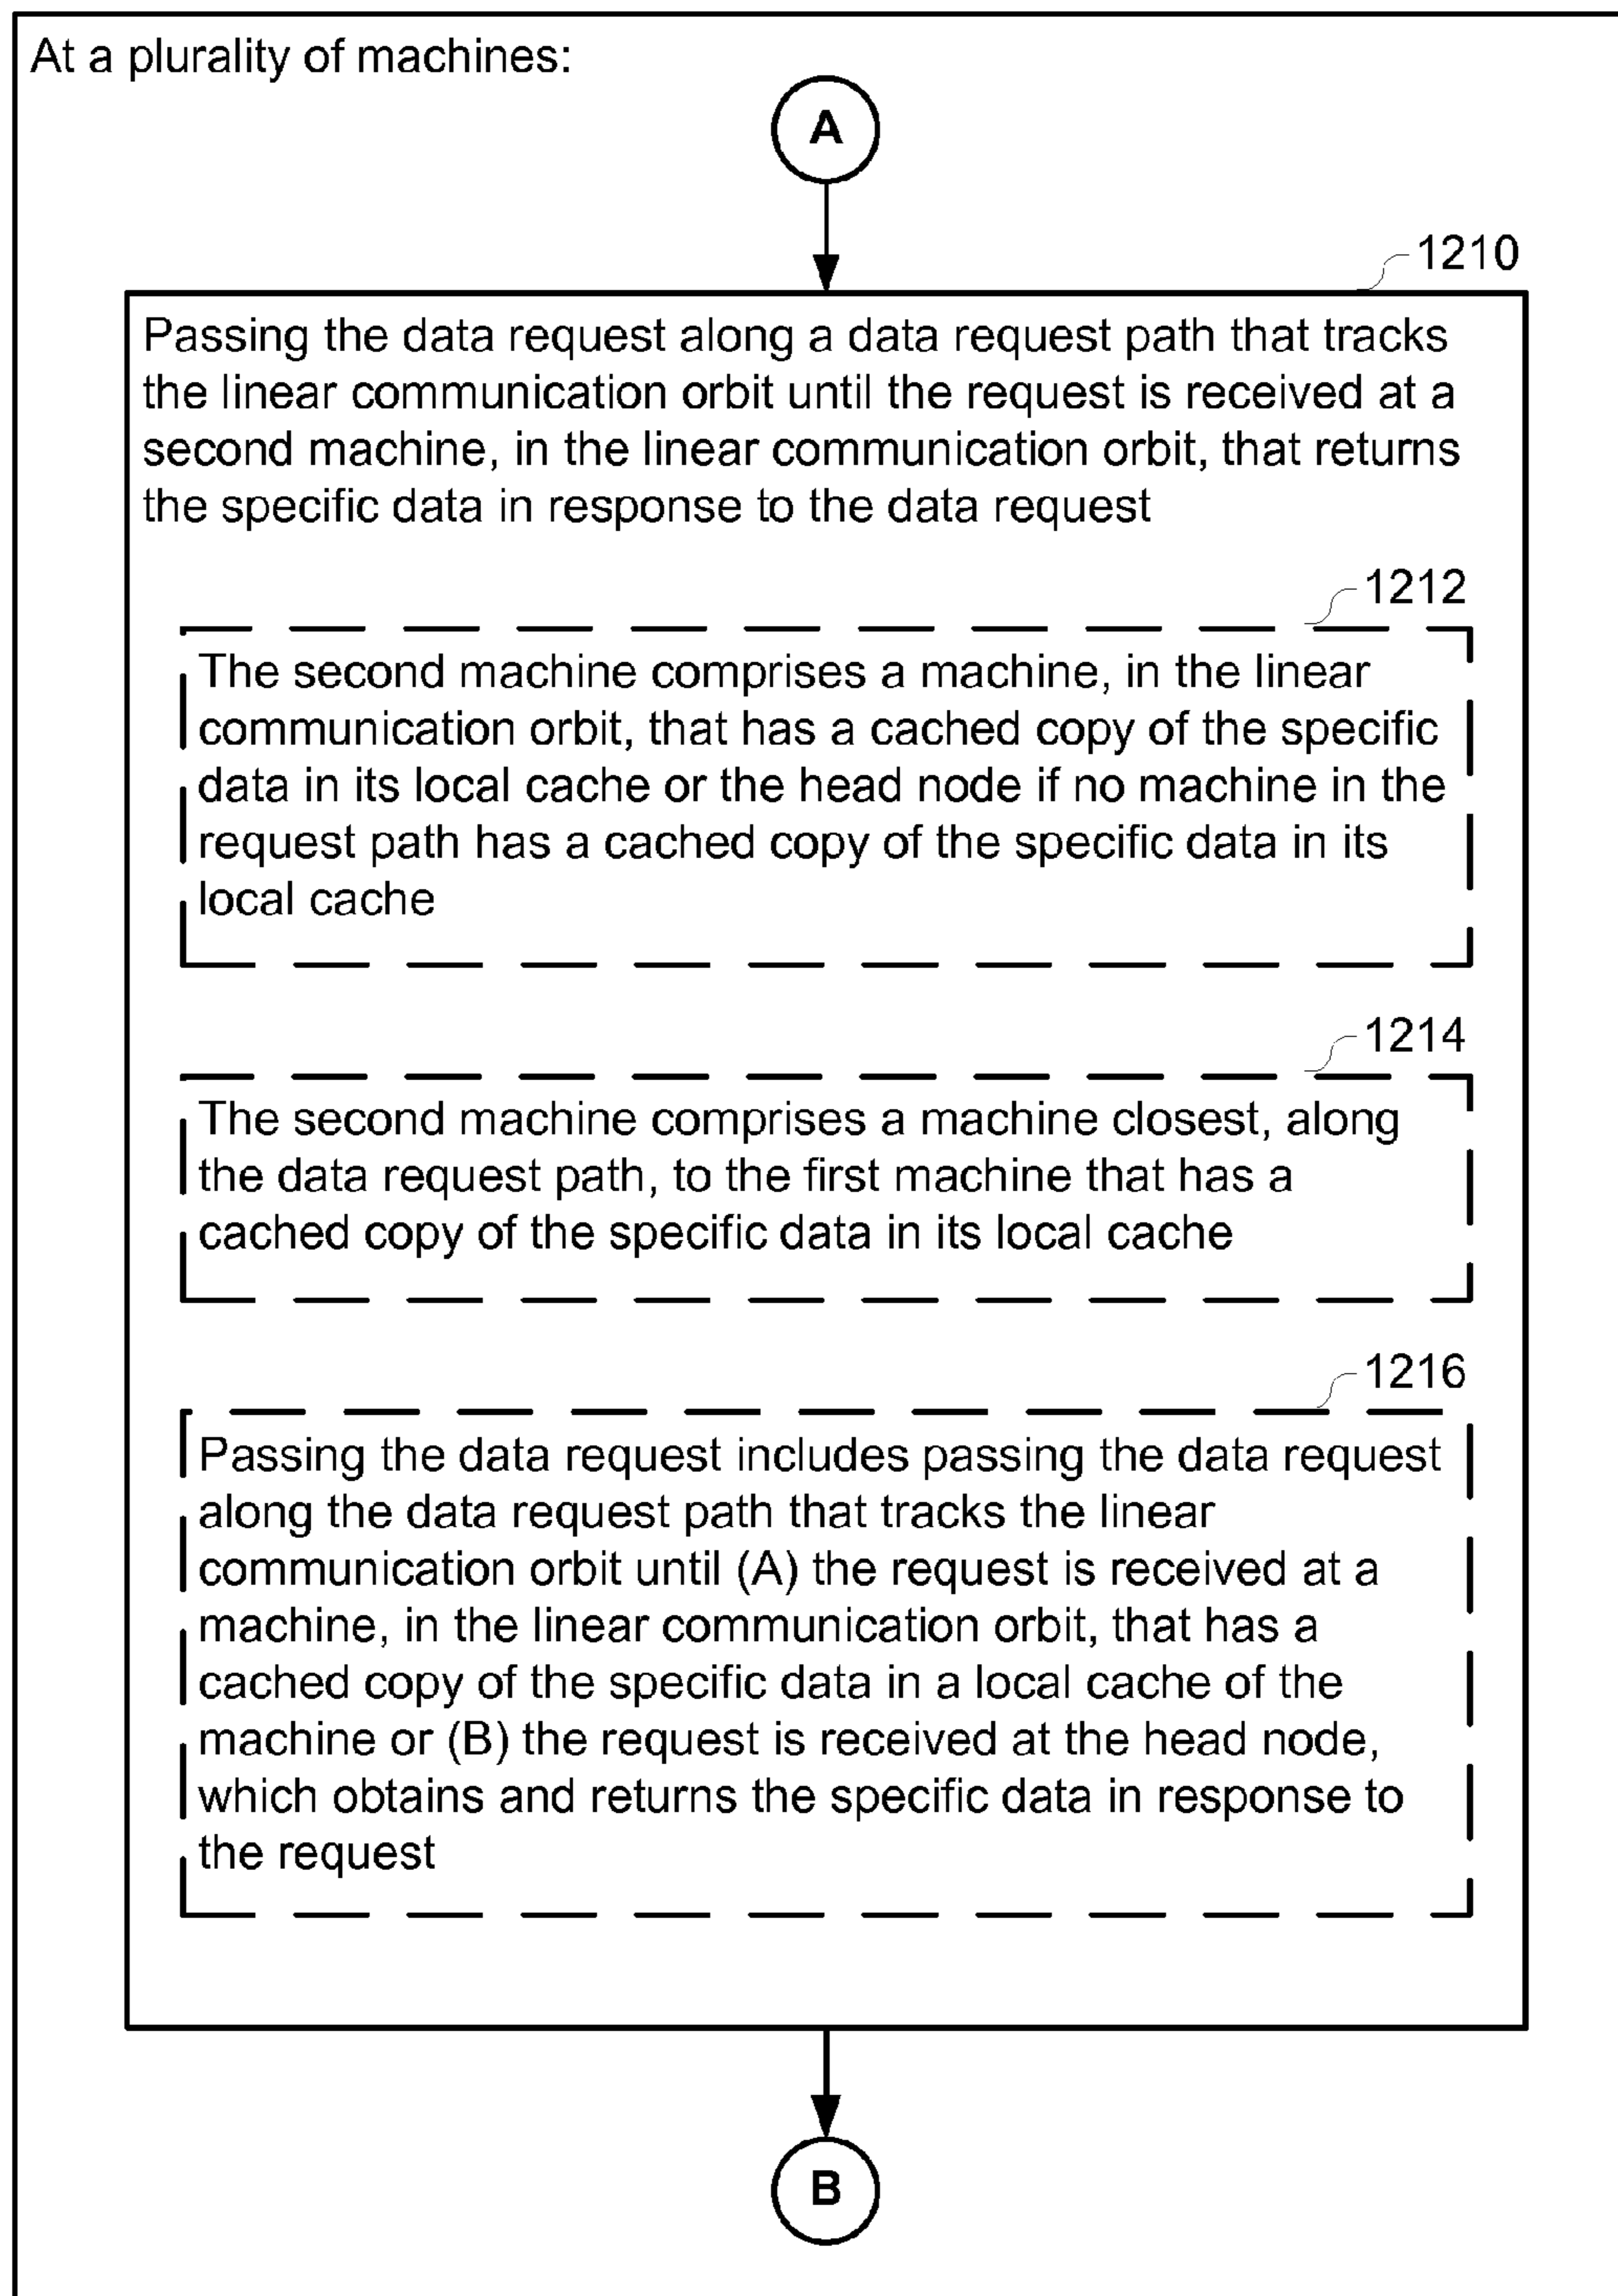 At a plurality of machines:
A
1210
Passing the data request along a data request path that tracks
the linear communication orbit until the request is received at a
second machine, in the linear communication orbit, that returns
the specific data in response to the data request
1212
The second machine comprises a machine, in the linear
communication orbit, that has a cached copy of the specific
data in its local cache or the head node if no machine in the
request path has a cached copy of the specific data in its
local cache
1214
The second machine comprises a machine closest, along
the data request path, to the first machine that has a
cached copy of the specific data in its local cache
1216
Passing the data request includes passing the data request
along the data request path that tracks the linear
communication orbit until (A) the request is received at a
machine, in the linear communication orbit, that has a
cached copy of the specific data in a local cache of the
machine or (B) the request is received at the head node,
which obtains and returns the specific data in response to
the request
B